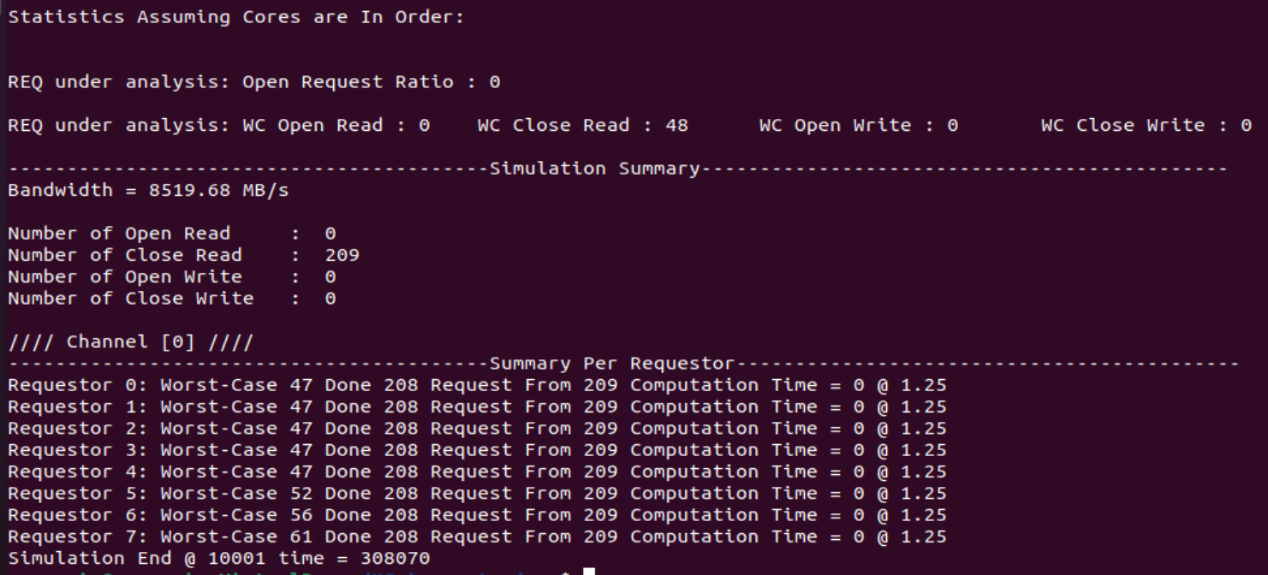 Statistics Assuming Cores are In Order:
REQ under analysis: Open Request Ratio : 0
REQ under analysis: WC Open Read : 0    WC Close Read : 48      WC Open Write : 0       WC Close Write : 0
-----------------------------------------Simulation Summary---------------------------------------------
Bandwidth = 8519.68 MB/s
Number of Open Read     :  0
Number of Close Read    :  209
Number of Open Write    :  0
Number of Close Write   :  0
//// Channel [0] ////
-----------------------------------------Summary Per Requestor-------------------------------------------
Requestor 0: Worst-Case 47 Done 208 Request From 209 Computation Time = 0 @ 1.25
Requestor 1: Worst-Case 47 Done 208 Request From 209 Computation Time = 0 @ 1.25
Requestor 2: Worst-Case 47 Done 208 Request From 209 Computation Time = 0 @ 1.25
Requestor 3: Worst-Case 47 Done 208 Request From 209 Computation Time = 0 @ 1.25
Requestor 4: Worst-Case 47 Done 208 Request From 209 Computation Time = 0 @ 1.25
Requestor 5: Worst-Case 52 Done 208 Request From 209 Computation Time = 0 @ 1.25
Requestor 6: Worst-Case 56 Done 208 Request From 209 Computation Time = 0 @ 1.25
Requestor 7: Worst-Case 61 Done 208 Request From 209 Computation Time = 0 @ 1.25
Simulation End @ 10001 time = 308070